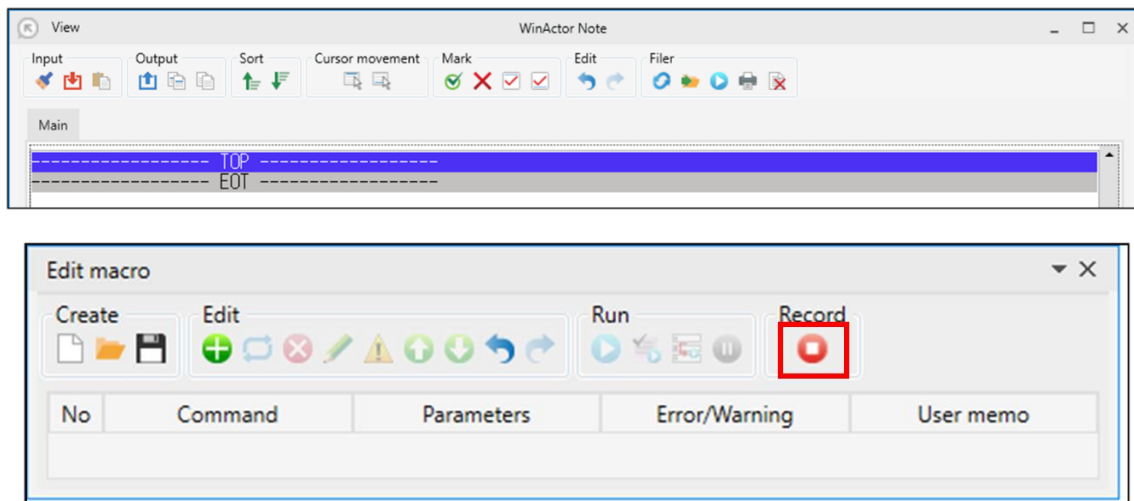 View WinActor Note
Input Output Sort Cursor movement Mark Edit Filer
Main
------------------ TOP ------------------
------------------ EOT ------------------
Edit macro
Create Edit Run Record
No Command Parameters Error/Warning User memo